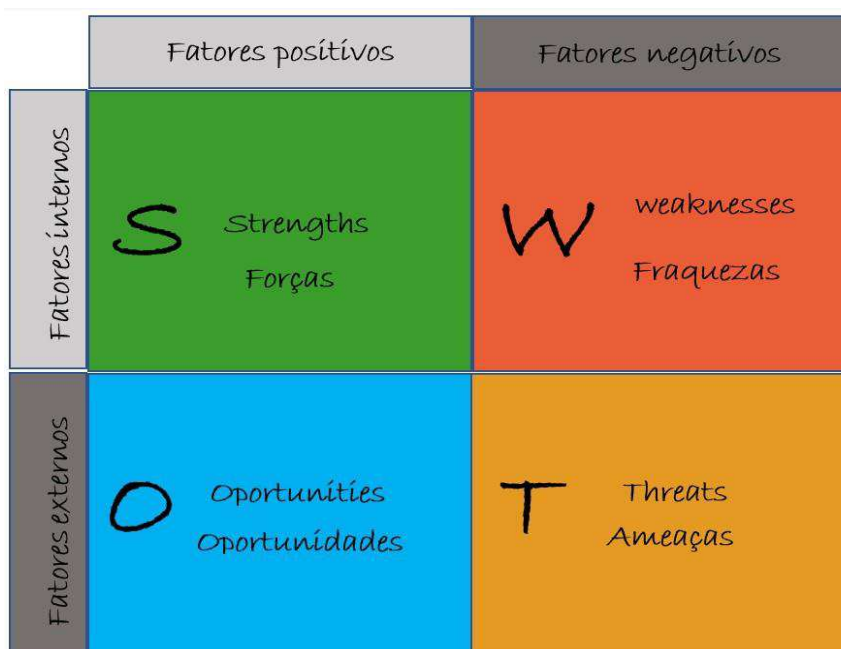 Fatores positivos
Fatores negativos
Fatores internos
S
Strengths
Forças
W
weaknesses
Fraquezas
Fatores externos
O
Oportunities
Oportunidades
T
Threats
Ameaças